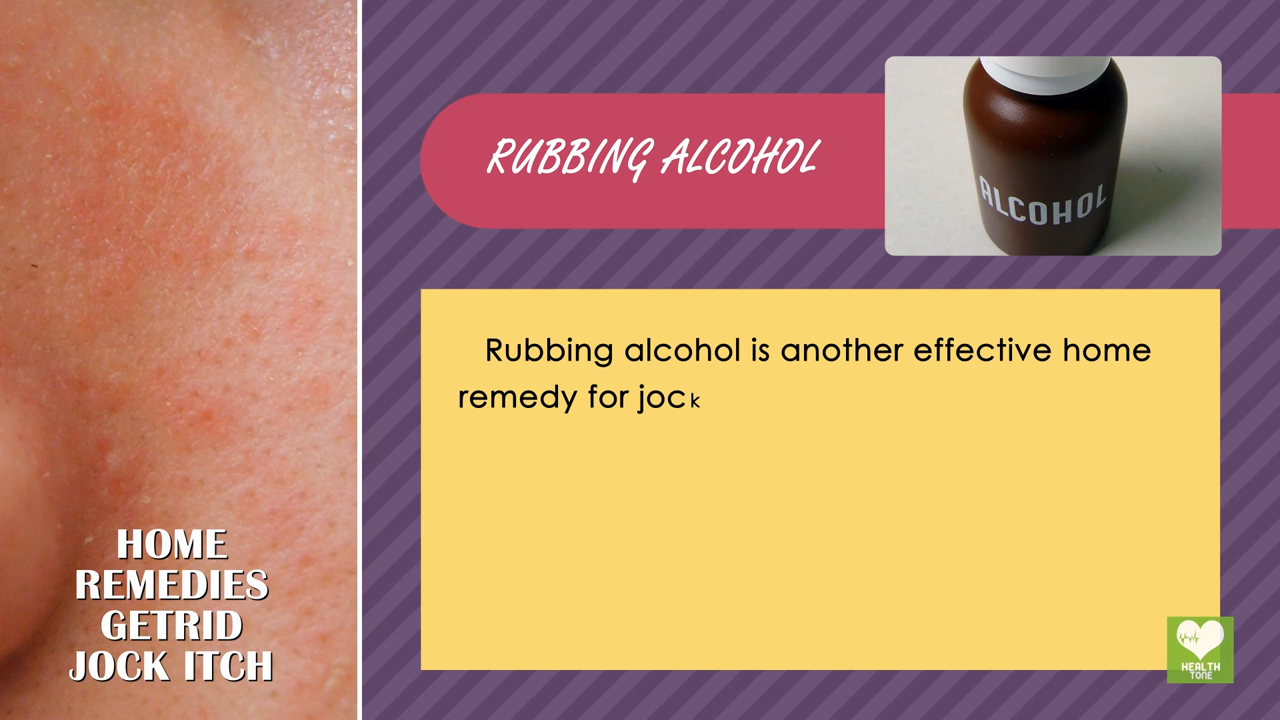 RUBBING ALCOHOL
ALCOHOL
Rubbing alcohol is another effective home
remedy for jock
HOME
REMEDIES
GETRID
JOCK ITCH
HEALTH
TONE